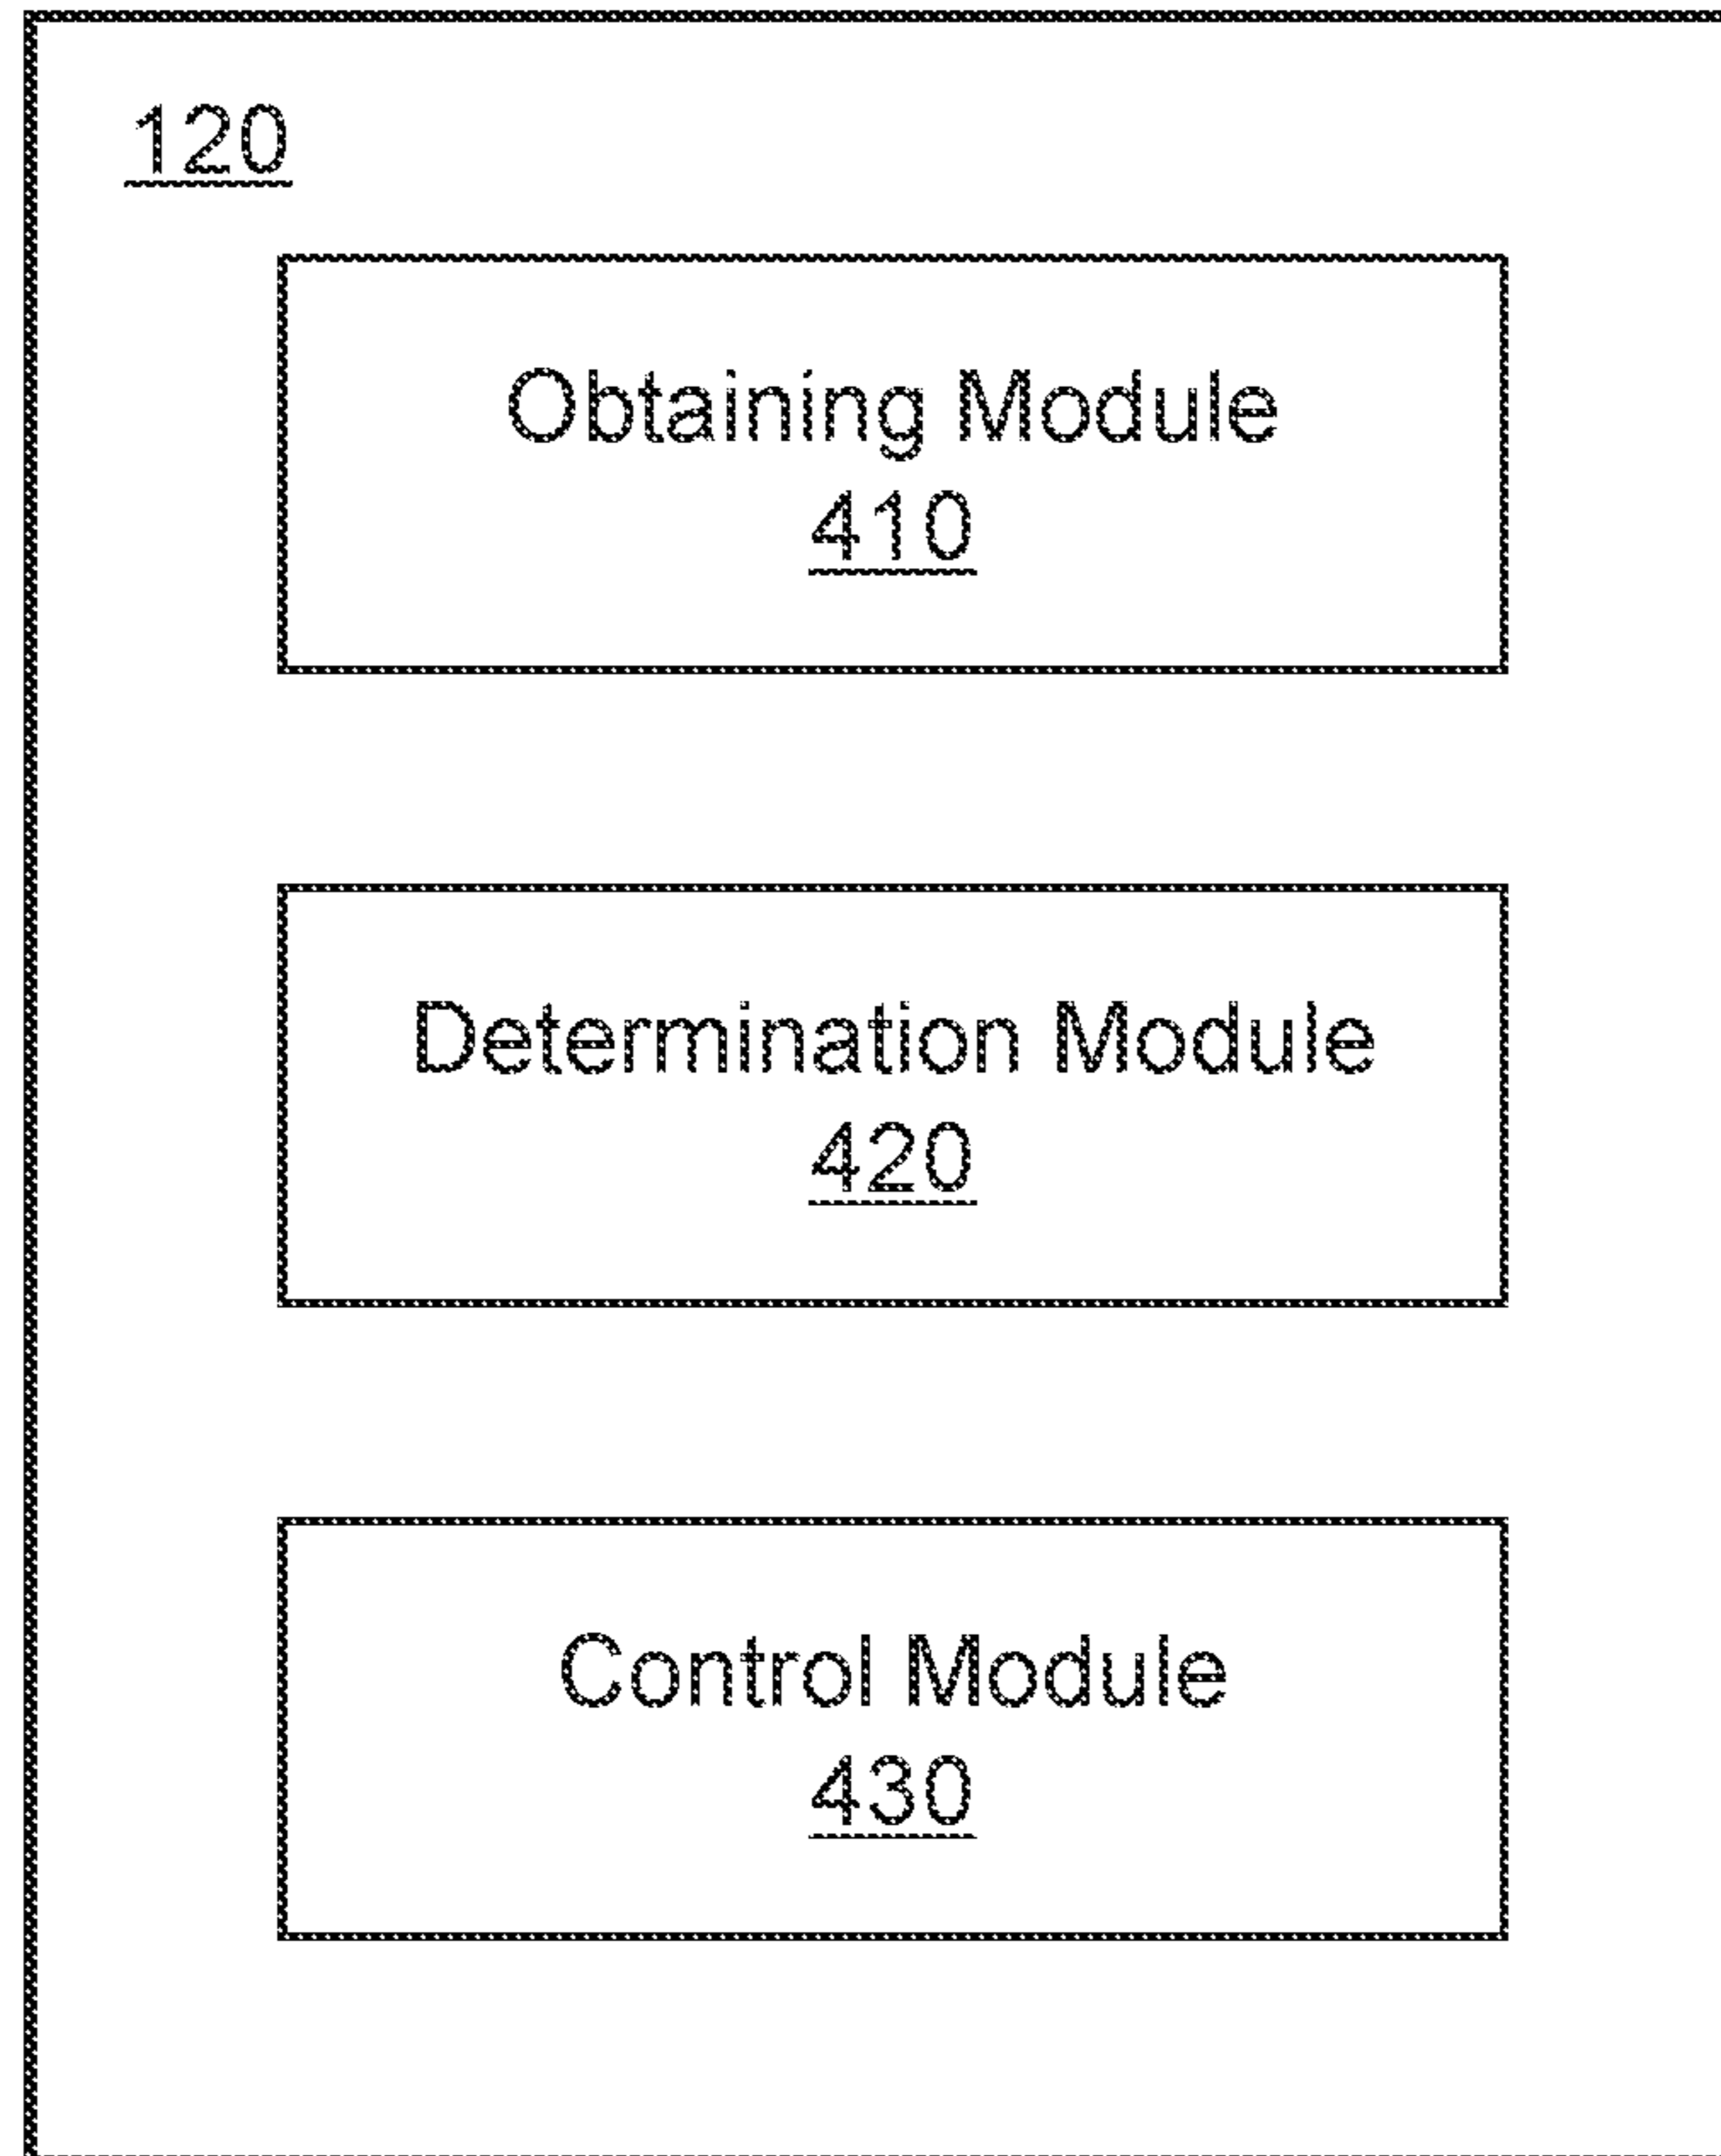 120
Obtaining Module
410
Determination Module
420
Control Module
430